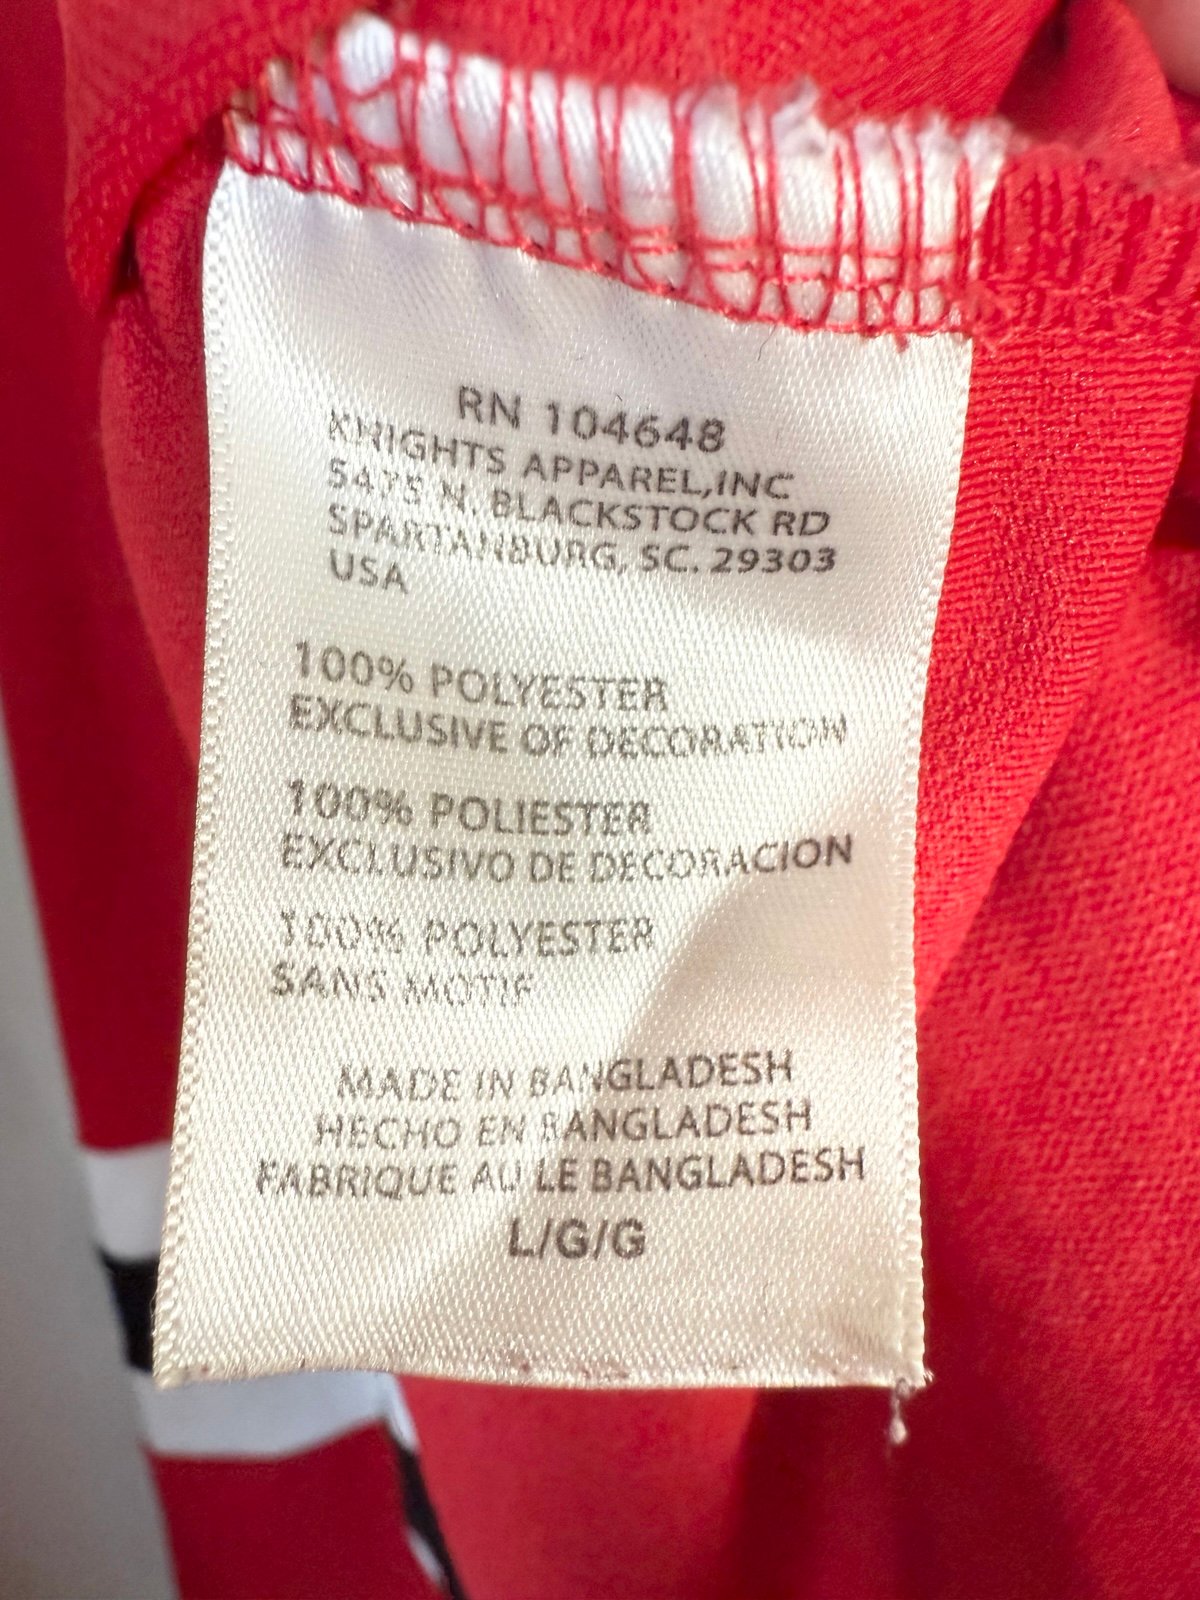 RN 104648
KNIGHTS APPAREL,INC
5475 N. BLACKSTOCK RD
SPARTANBURG, SC. 29303
USA
100% POLYESTER
EXCLUSIVE OF DECORATION
100% POLIESTER
EXCLUSIVO DE DECORACION
100% POLYESTER
SANS MOTIF
MADE IN BANGLADESH
HECHO EN BANGLADESH
FABRIQUE AU LE BANGLADESH
L/G/G